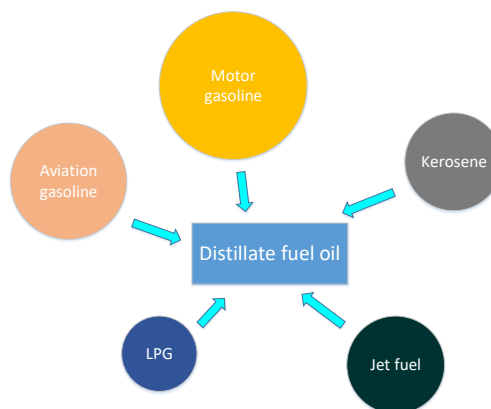 Motor
gasoline
Aviation
gasoline
Kerosene
Distillate fuel oil
LPG
Jet fuel